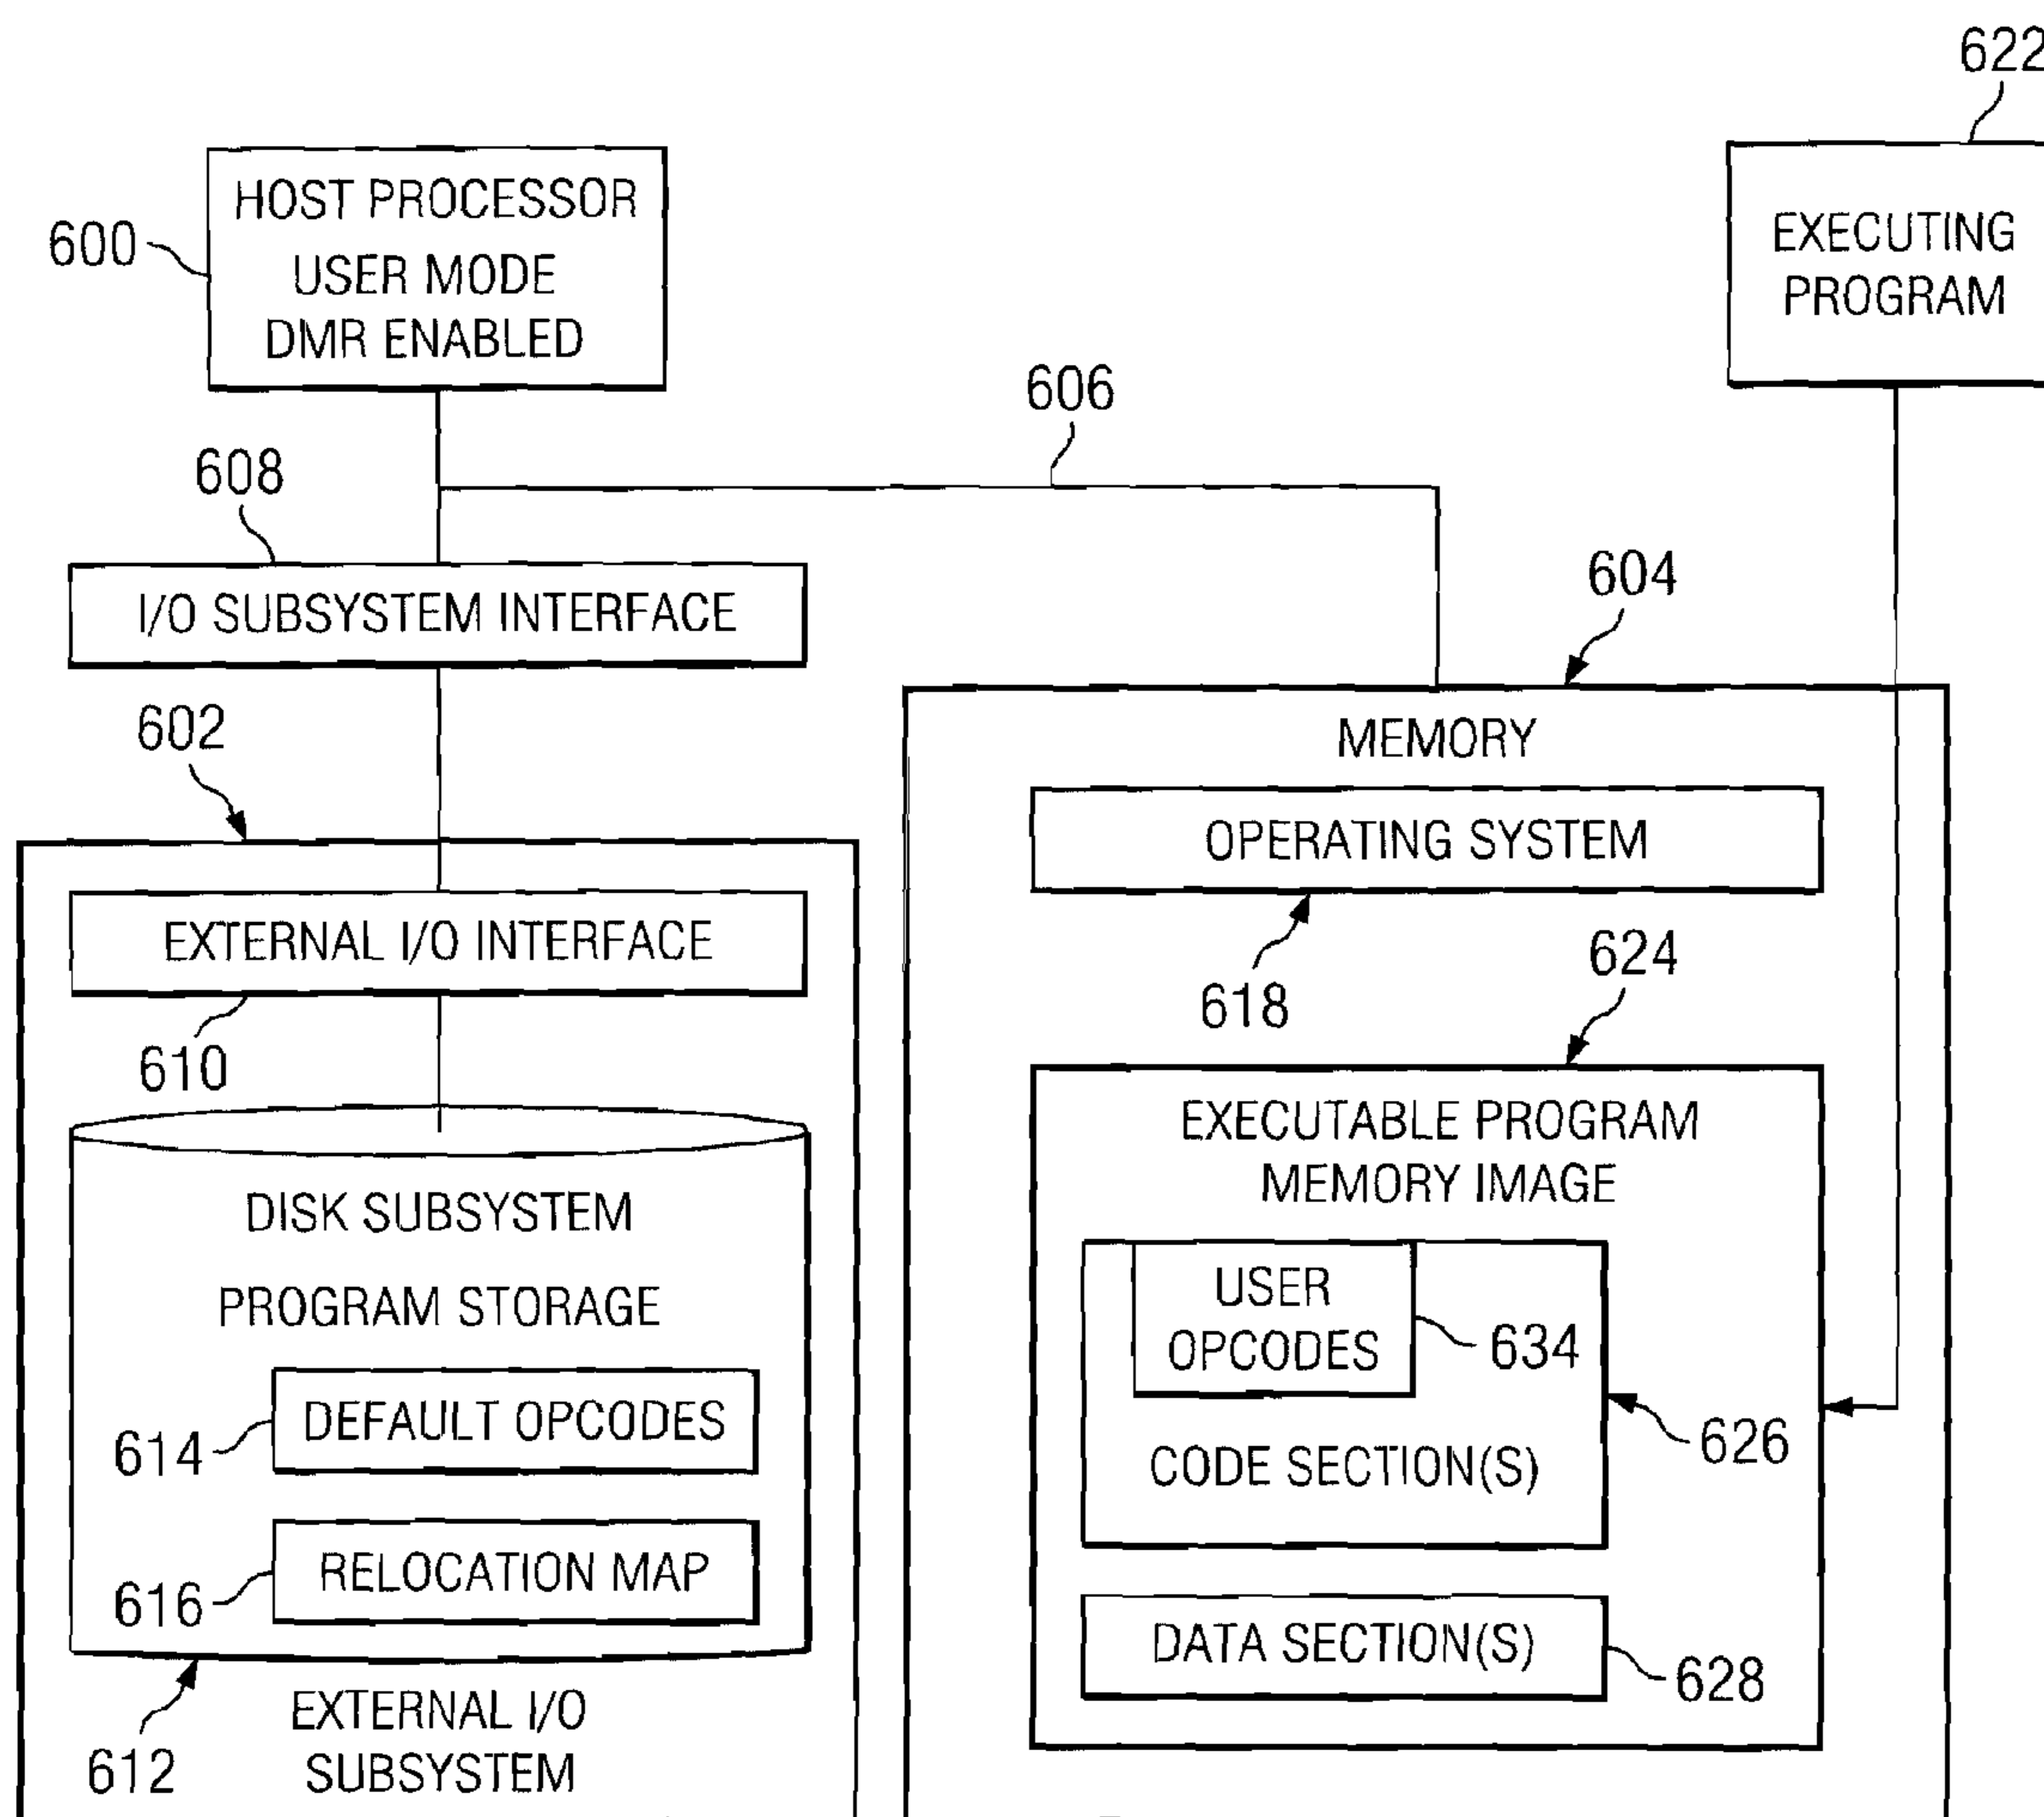 622
HOST PROCESSOR
USER MODE
DMR ENABLED
600
EXECUTING
PROGRAM
606
608
I/O SUBSYSTEM INTERFACE
604
602
MEMORY
OPERATING SYSTEM
EXTERNAL I/O INTERFACE
618
624
610
EXECUTABLE PROGRAM
MEMORY IMAGE
DISK SUBSYSTEM
PROGRAM STORAGE
USER
OPCODES
634
DEFAULT OPCODES
614
626
CODE SECTION(S)
RELOCATION MAP
616
DATA SECTION(S)
628
EXTERNAL I/O
SUBSYSTEM
612